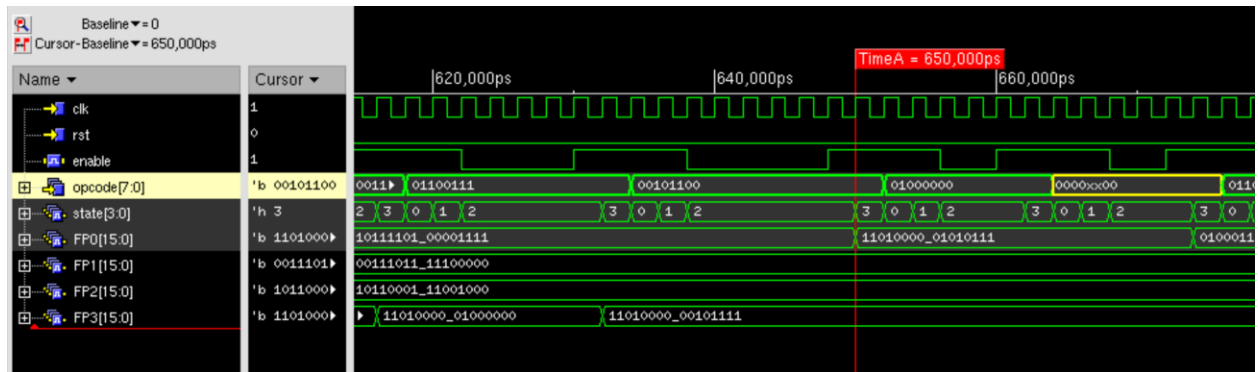 Baseline ▾ = 0
Cursor-Baseline ▾ = 650,000ps
TimeA = 650,000ps
Name ▾ Cursor ▾ 620,000ps 640,000ps 660,000ps
clk 1
rst 0
enable 1
opcode[7:0] 'b 00101100 0011 01100111 00101100 01000000 0000xx00 0110
state[3:0] 'h 3 2 3 0 1 2 3 0 1 2 3 0 1 2 3 0 1 2 3 0
FP0[15:0] 'b 1101000 10111101_00001111 11010000_01010111 0100011
FP1[15:0] 'b 0011101 00111011_11100000
FP2[15:0] 'b 1011000 10110001_11001000
FP3[15:0] 'b 1101000 11010000_01000000 11010000_00101111